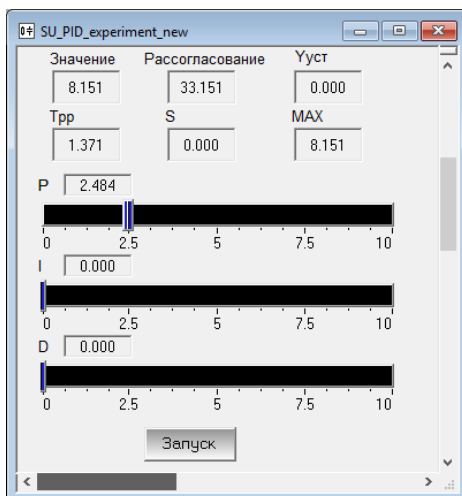 SU_PID_experiment_new
Значение Рассогласование Yуст
8.151 33.151 0.000
Tpp S MAX
1.371 0.000 8.151
P 2.484
0 2.5 5 7.5 10
I 0.000
0 2.5 5 7.5 10
D 0.000
0 2.5 5 7.5 10
Запуск